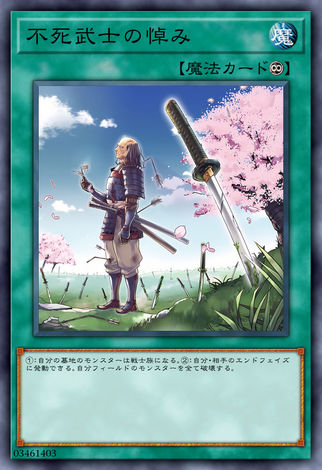 不死武士の悼み
魔
【魔法カード】
①:自分の墓地のモンスターは戦士族になる。②:自分・相手のエンドフェイズ
に発動できる。自分フィールドのモンスターを全て破壊する。
03461403